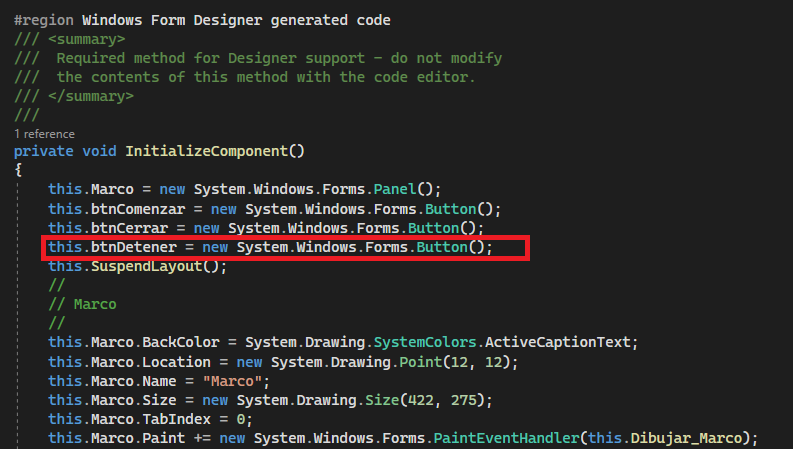 #region Windows Form Designer generated code
/// <summary>
/// Required method for Designer support - do not modify
/// the contents of this method with the code editor.
/// </summary>
///
1 reference
private void InitializeComponent()
{
this.Marco = new System.Windows.Forms.Panel();
this.btnComenzar = new System.Windows.Forms.Button();
this.btnCerrar = new System.Windows.Forms.Button();
this.btnDetener = new System.Windows.Forms.Button();
this.SuspendLayout();
//
// Marco
//
this.Marco.BackColor = System.Drawing.SystemColors.ActiveCaptionText;
this.Marco.Location = new System.Drawing.Point(12, 12);
this.Marco.Name = "Marco";
this.Marco.Size = new System.Drawing.Size(422, 275);
this.Marco.TabIndex = 0;
this.Marco.Paint += new System.Windows.Forms.PaintEventHandler(this.Dibujar_Marco);